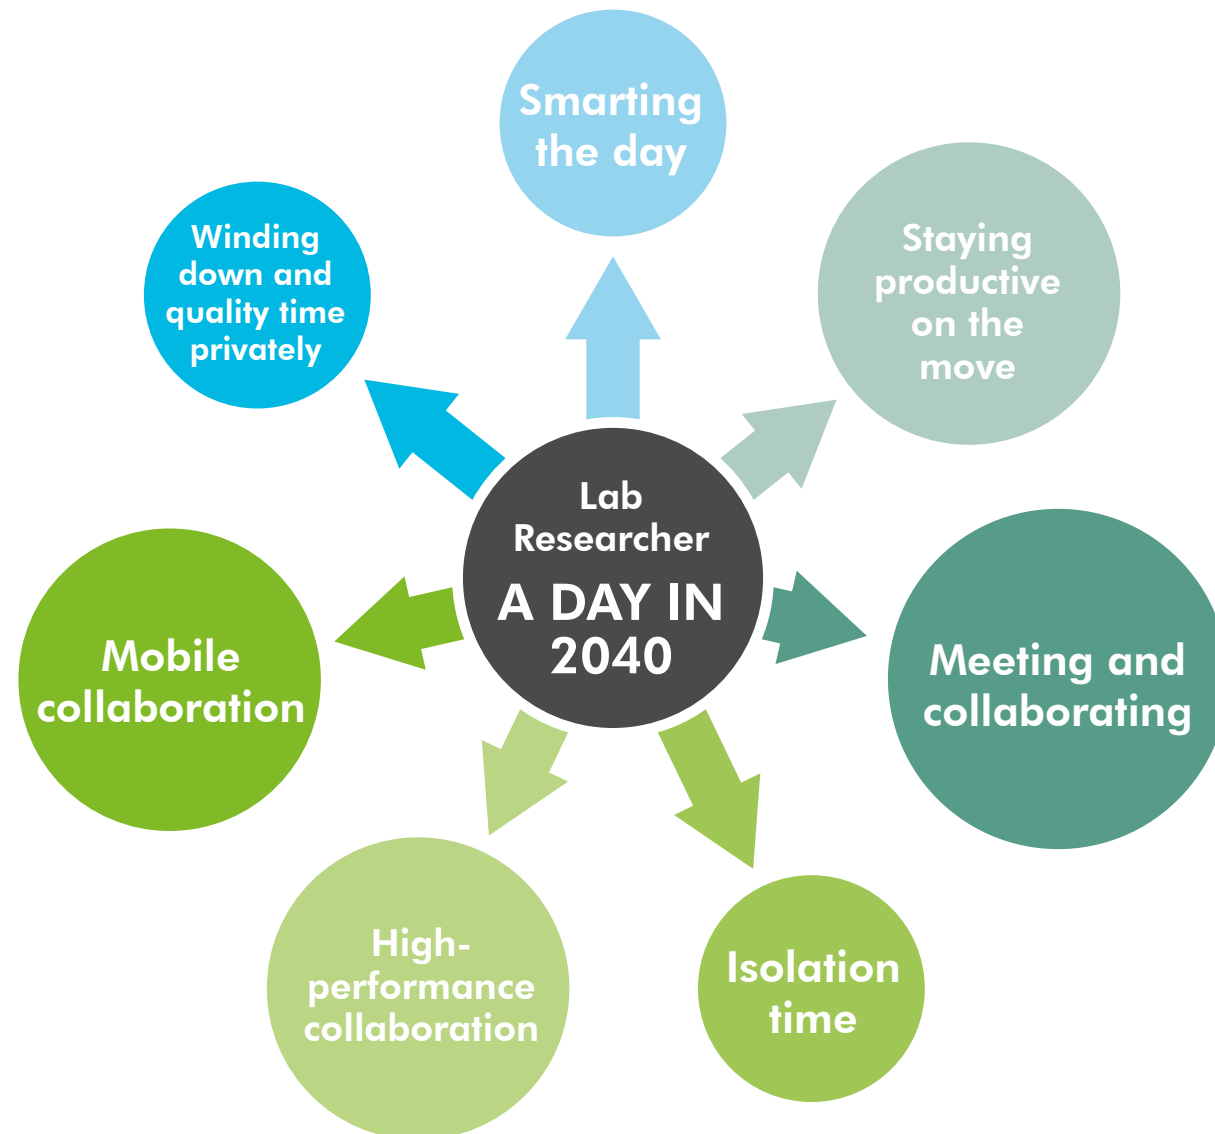 Smarting
the day
Staying
productive
on the
move
Meeting and
collaborating
Isolation
time
High-
performance
collaboration
Mobile
collaboration
Winding
down and
quality time
privately
Lab
Researcher
A DAY IN
2040